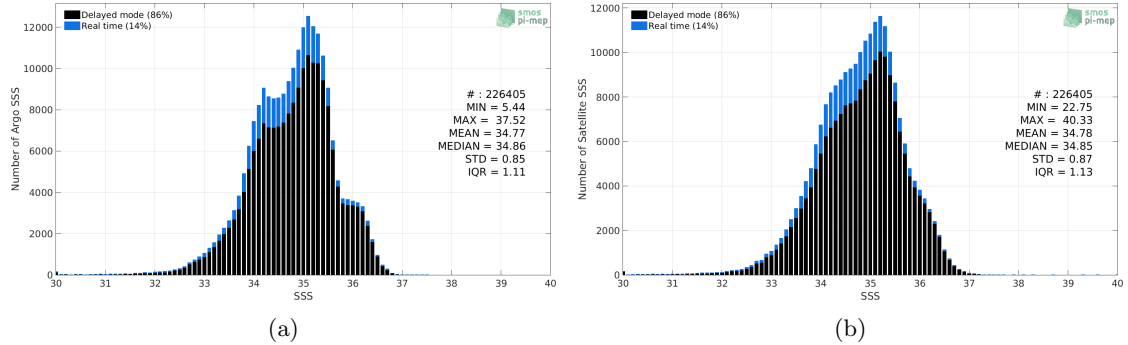 Delayed mode (86%)
Real time (14%)
smos
pi-mep
Number of Argo SSS
12000
10000
8000
6000
4000
2000
0
# : 226405
MIN = 5.44
MAX = 37.52
MEAN = 34.77
MEDIAN = 34.86
STD = 0.85
IQR = 1.11
30 31 32 33 34 35 36 37 38 39 40
SSS
(a)
Delayed mode (86%)
Real time (14%)
smos
pi-mep
Number of Satellite SSS
12000
10000
8000
6000
4000
2000
0
# : 226405
MIN = 22.75
MAX = 40.33
MEAN = 34.78
MEDIAN = 34.85
STD = 0.87
IQR = 1.13
30 31 32 33 34 35 36 37 38 39 40
SSS
(b)